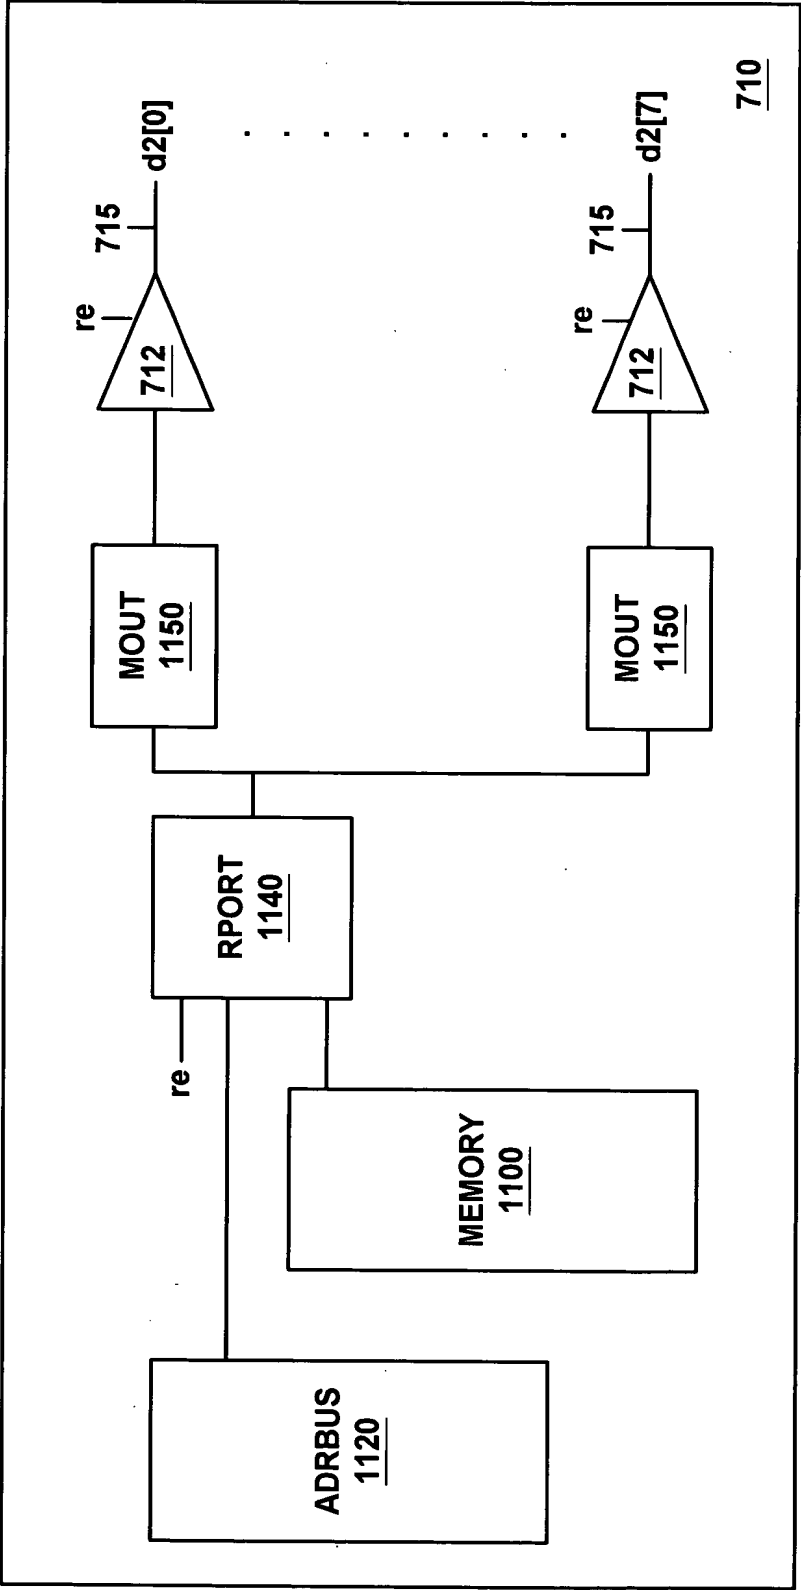 re
715
MOUT
1150
712
d2[0]
re
RPORT
1140
ADRBUS
1120
MEMORY
1100
re
715
MOUT
1150
712
d2[7]
710